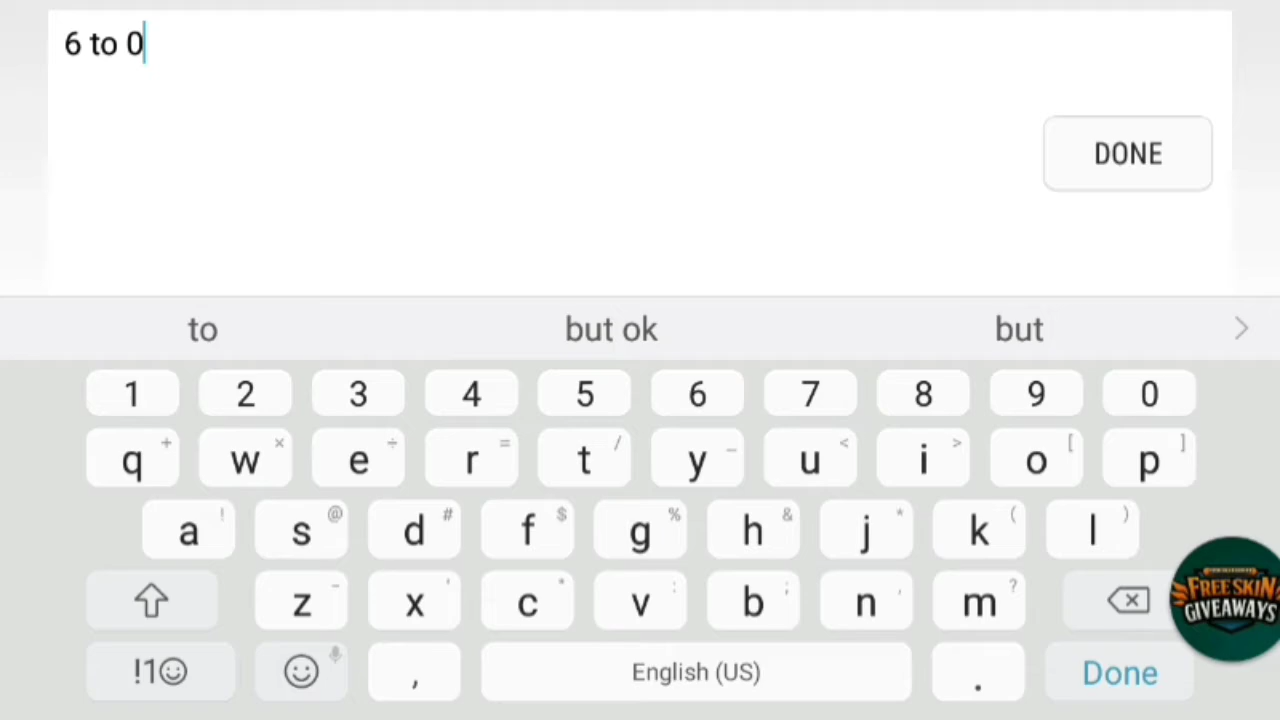 6 to 0
DONE
to but ok but >
1 2 3 4 5 6 7 8 9 0
q + w × e ÷ r = t / y _ u < i > o [ p ]
a ! s @ d # f $ g % h & j * k ( l )
z - x ' c " v : b ; n , m ?
!1☺ , English (US) . Done
FREE SKIN
GIVEAWAYS